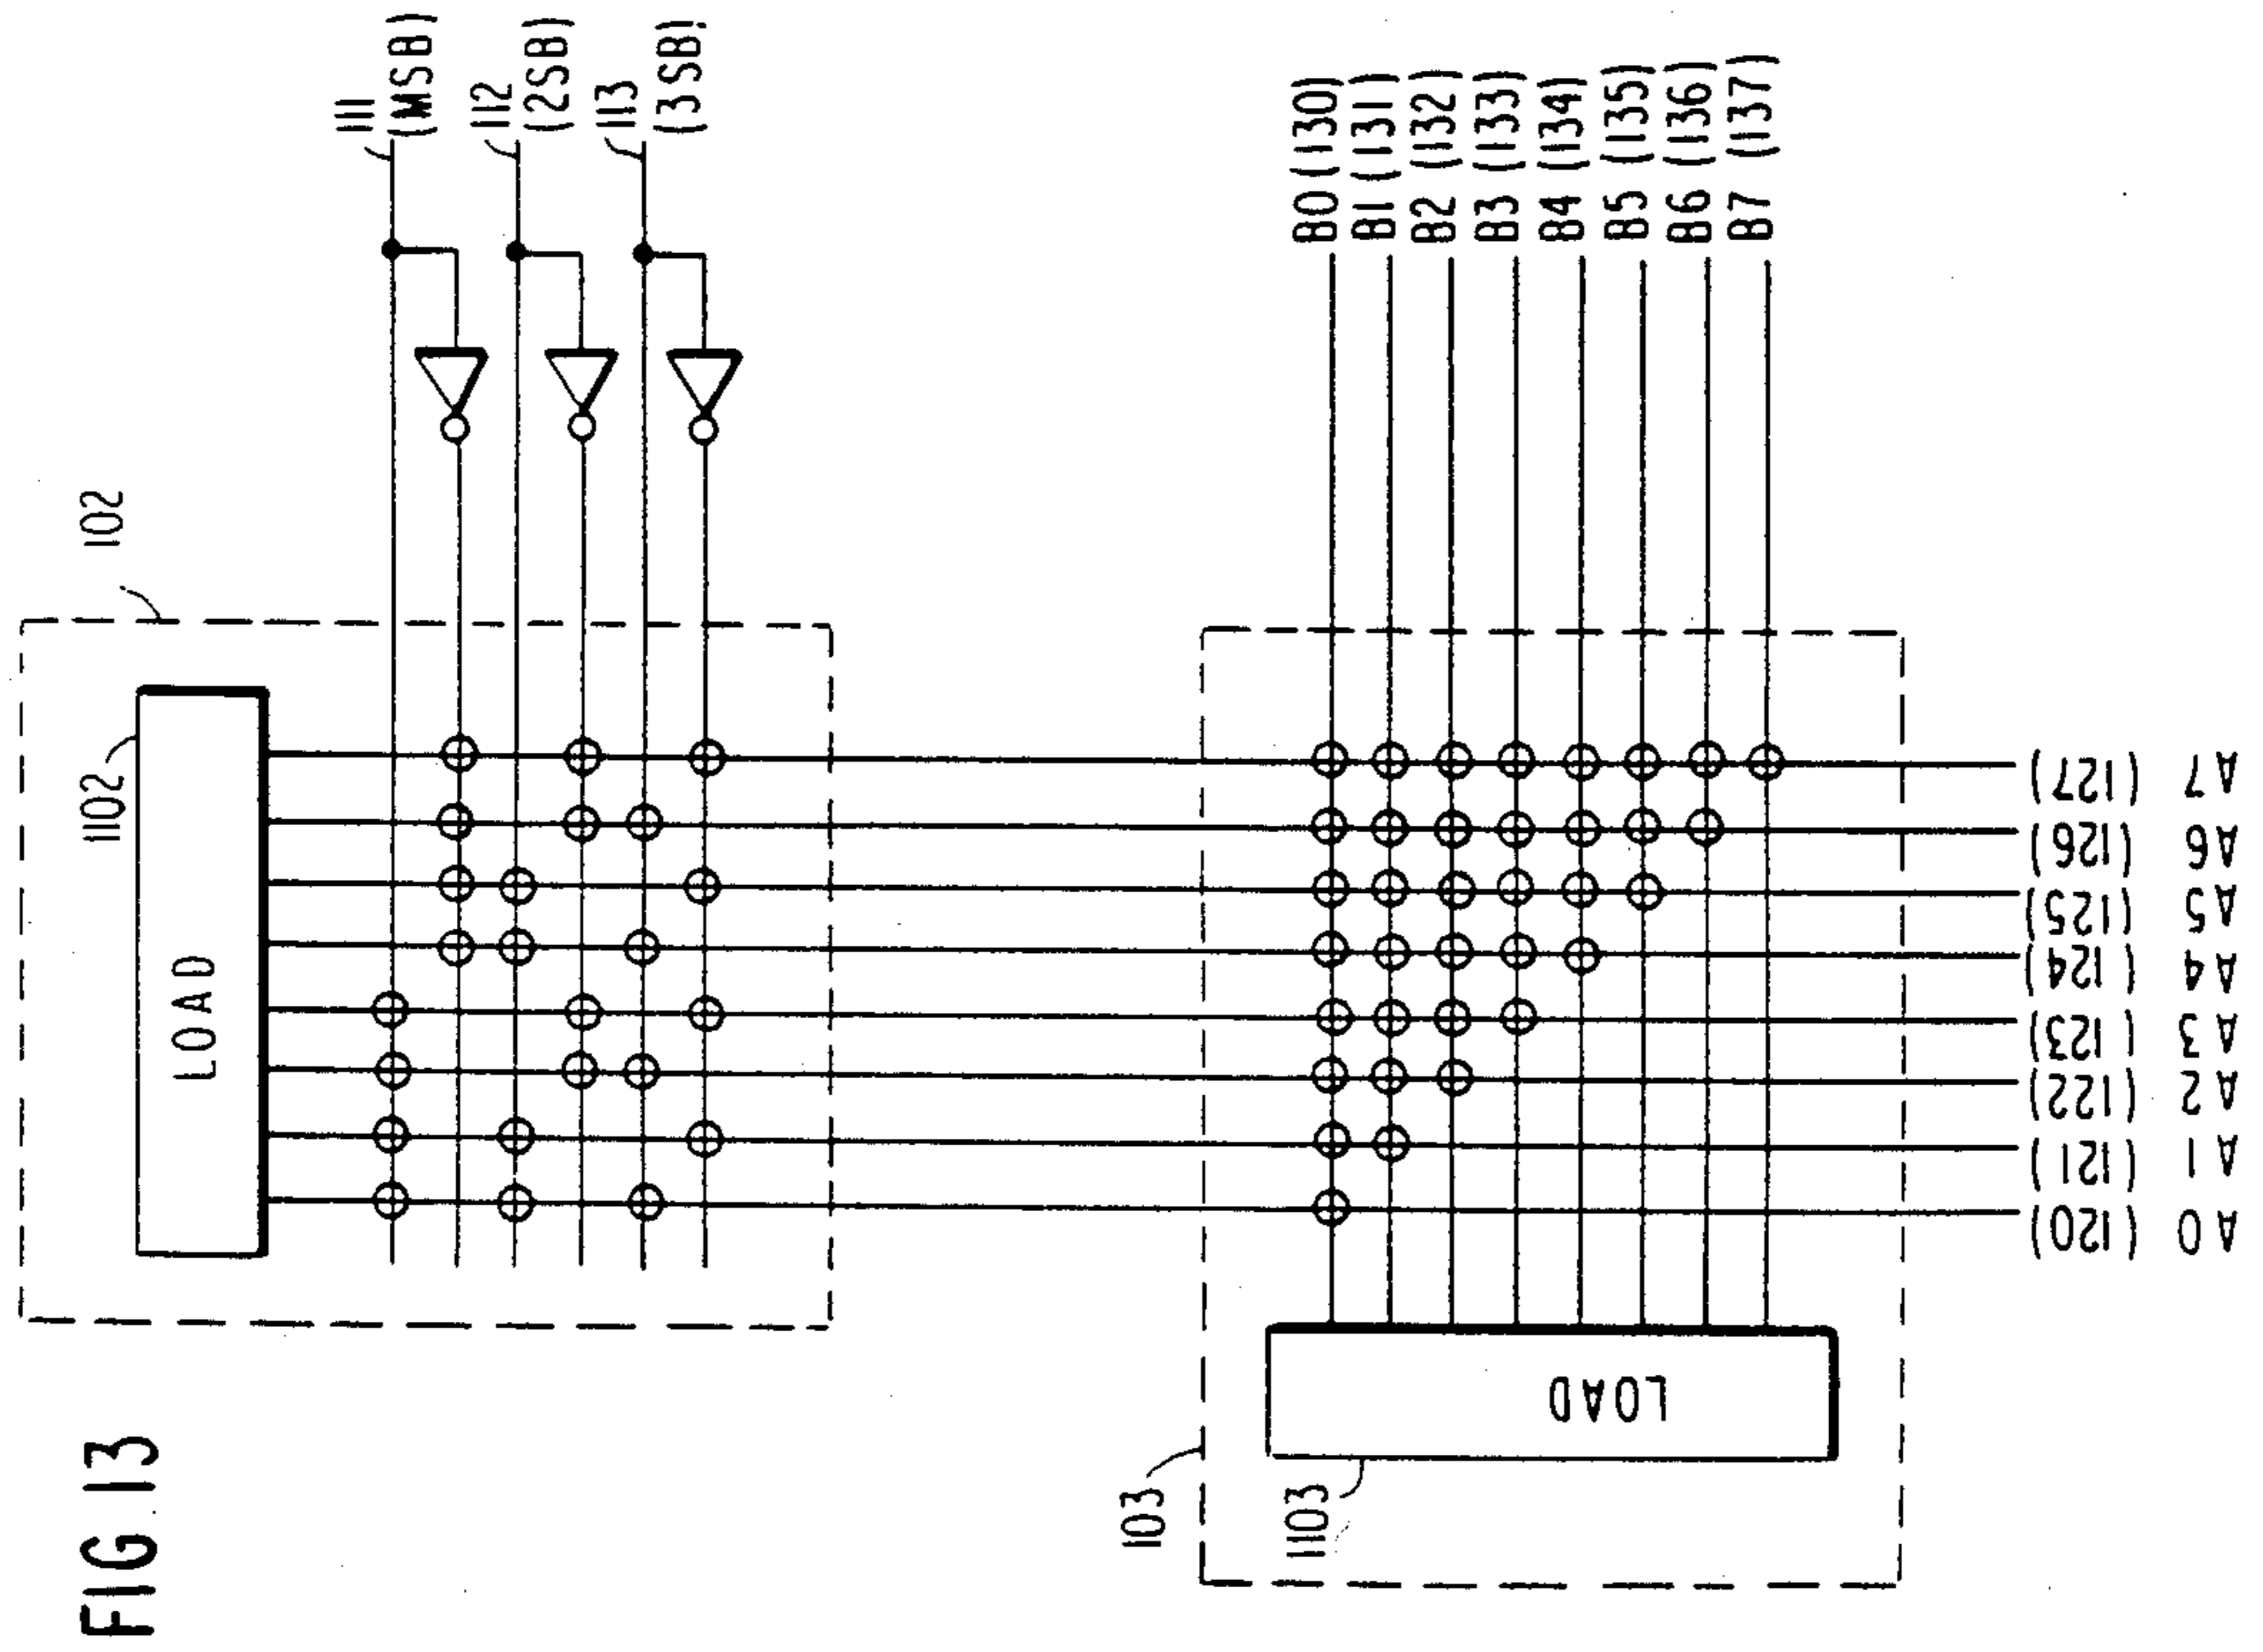 FIG 13
102
1102
LOAD
111
(MSB)
112
(2SB)
113
(3SB)
103
1103
LOAD
B0 (130)
B1 (131)
B2 (132)
B3 (133)
B4 (134)
B5 (135)
B6 (136)
B7 (137)
A0 (120)
A1 (121)
A2 (122)
A3 (123)
A4 (124)
A5 (125)
A6 (126)
A7 (127)